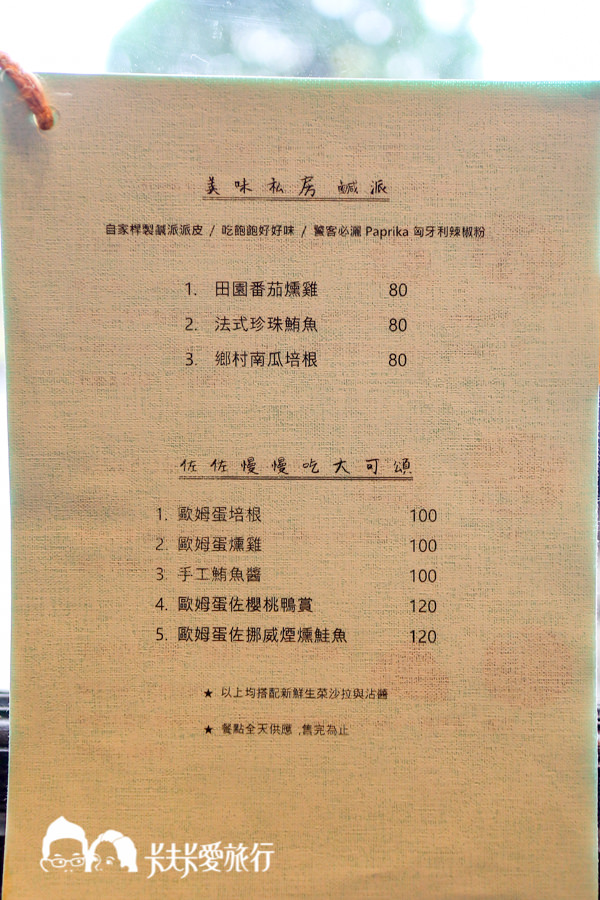 美味私房鹹派
自家桿製鹹派派皮 / 吃飽飽好好味 / 饕客必灑 Paprika 匈牙利辣椒粉
1. 田園番茄燻雞 80
2. 法式珍珠鮪魚 80
3. 鄉村南瓜培根 80
佐佐慢慢吃大可頌
1. 歐姆蛋培根 100
2. 歐姆蛋燻雞 100
3. 手工鮪魚醬 100
4. 歐姆蛋佐櫻桃鴨賞 120
5. 歐姆蛋佐挪威煙燻鮭魚 120
★ 以上均搭配新鮮生菜沙拉與沾醬
★ 餐點全天供應 ,售完為止
卡夫卡愛旅行